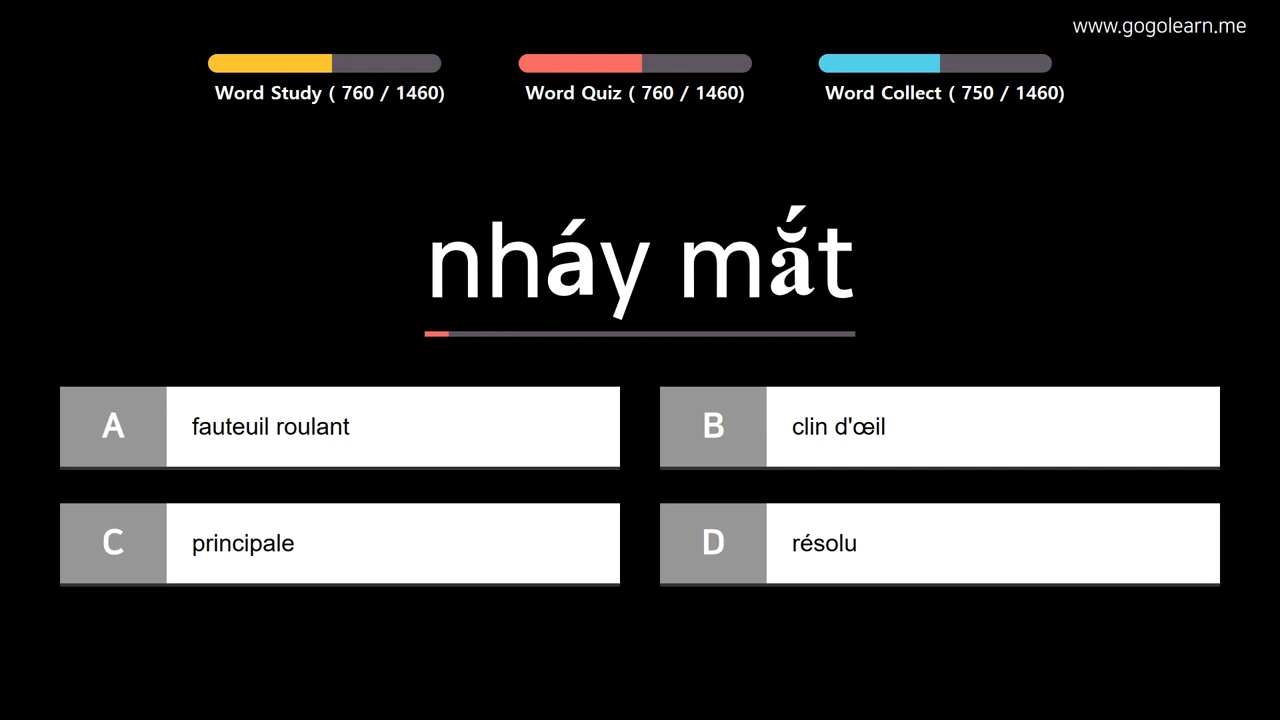 www.gogolearn.me
Word Study ( 760 / 1460)
Word Quiz ( 760 / 1460)
Word Collect ( 750 / 1460)
nháy mắt
A fauteuil roulant
B clin d'œil
C principale
D résolu